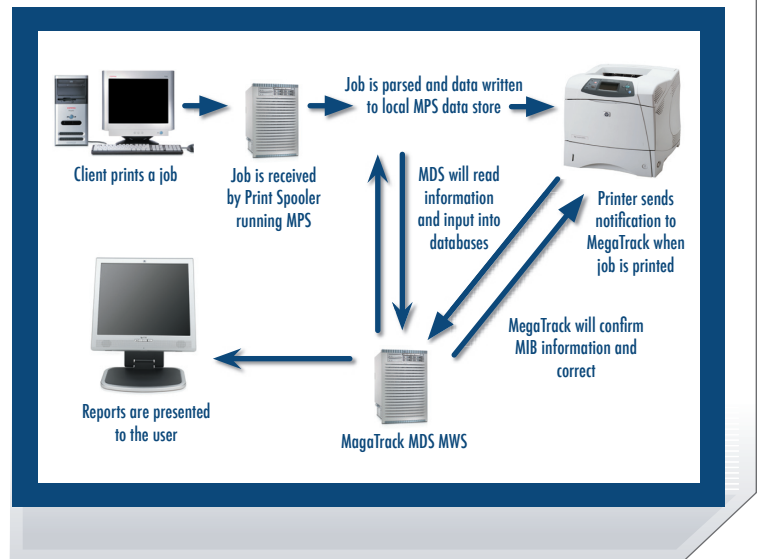 Client prints a job
Job is received
by Print Spooler
running MPS
Job is parsed and data written
to local MPS data store
MDS will read
information
and input into
databases
Printer sends
notification to
MegaTrack when
job is printed
MegaTrack will confirm
MIB information and
correct
MagaTrack MDS MWS
Reports are presented
to the user